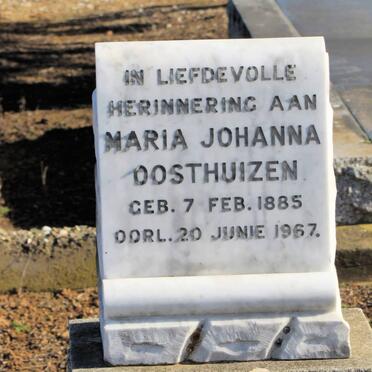 IN LIEFDEVOLLE
HERINNERING AAN
MARIA JOHANNA
OOSTHUIZEN
GEB. 7 FEB. 1885
OORL. 20 JUNIE 1967.